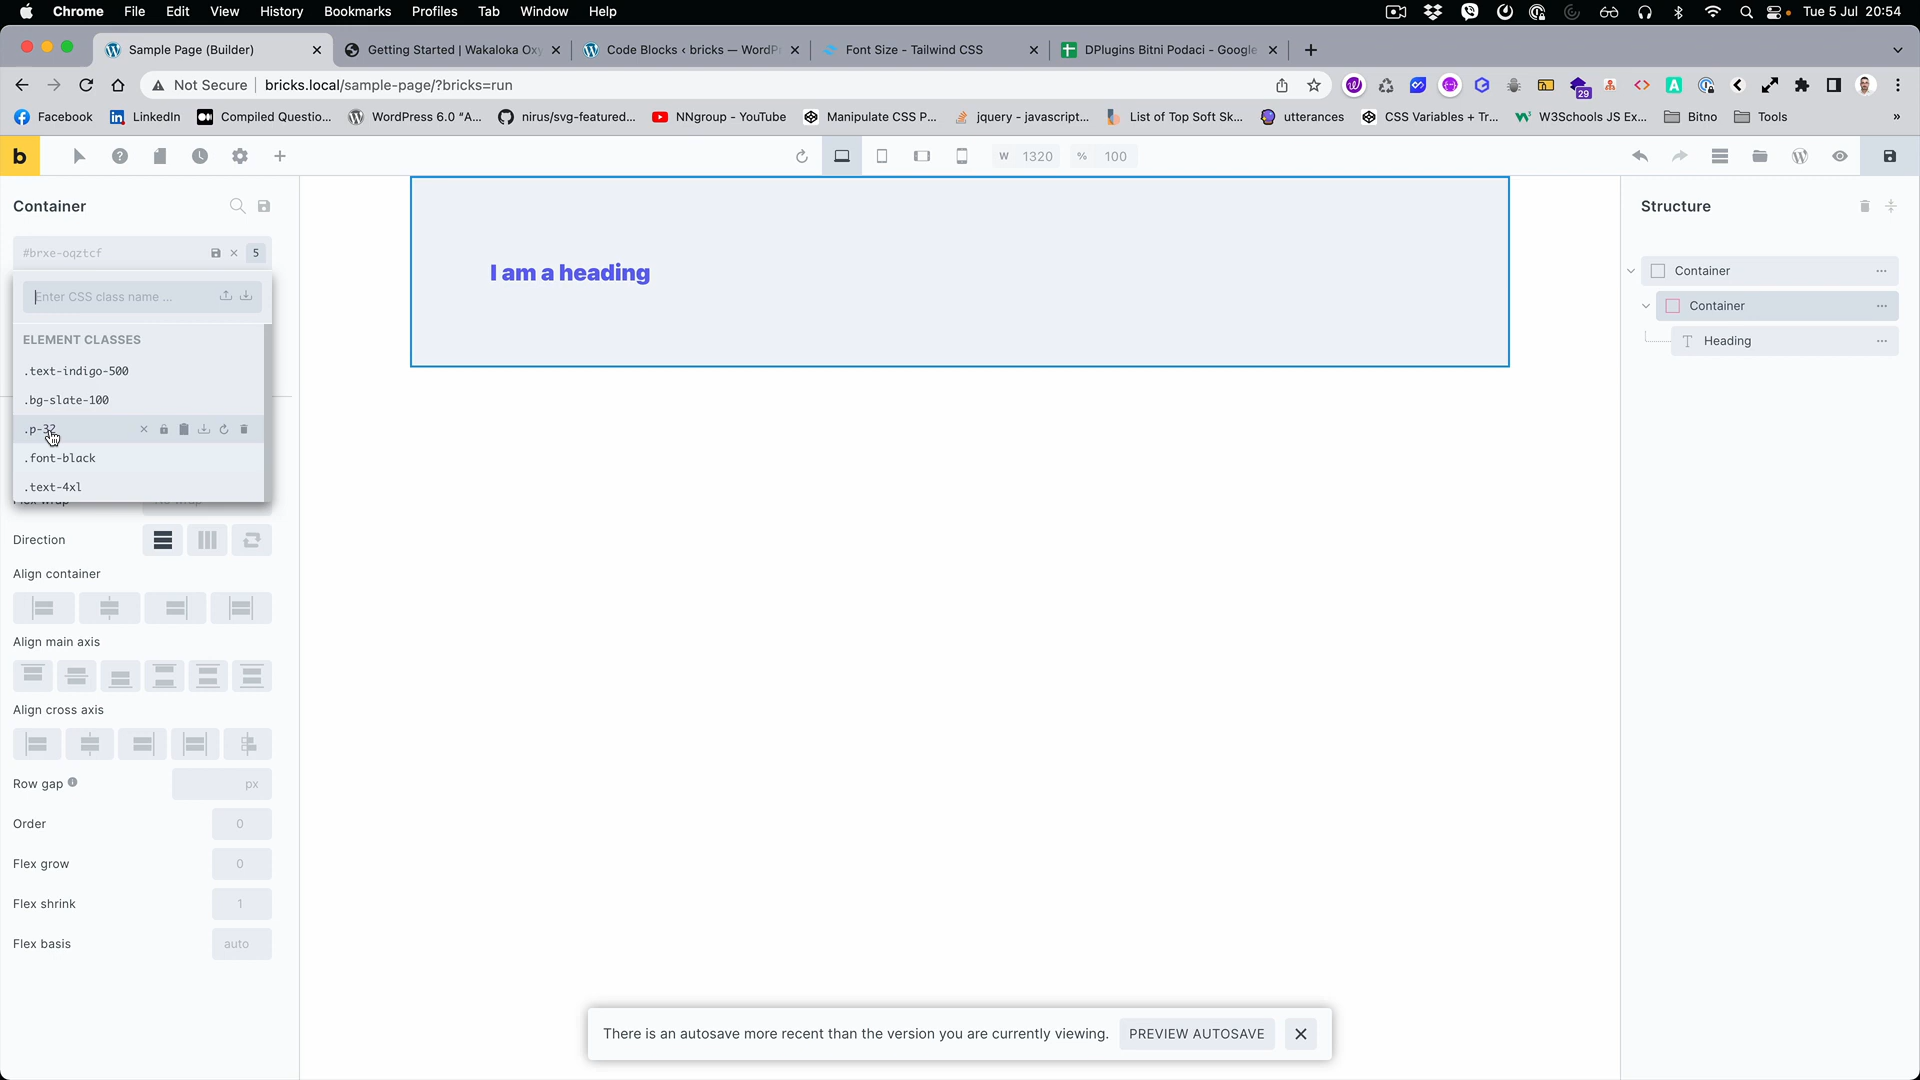 Chrome File Edit View History Bookmarks Profiles Tab Window Help Tue 5 Jul 20:54
Sample Page (Builder) Getting Started | Wakaloka Oxy Code Blocks ‹ bricks — WordP Font Size - Tailwind CSS DPlugins Bitni Podaci - Google
Not Secure bricks.local/sample-page/?bricks=run 29
Facebook LinkedIn Compiled Questio... WordPress 6.0 “A... nirus/svg-featured... NNgroup - YouTube Manipulate CSS P... jquery - javascript... List of Top Soft Sk... utterances CSS Variables + Tr... W3Schools JS Ex... Bitno Tools »
b W 1320 % 100
Container
#brxe-oqztcf 5
Enter CSS class name ...
ELEMENT CLASSES
.text-indigo-500
.bg-slate-100
.p-32
.font-black
.text-4xl
Direction
Align container
Align main axis
Align cross axis
Row gap px
Order 0
Flex grow 0
Flex shrink 1
Flex basis auto
I am a heading
Structure
Container
Container
Heading
There is an autosave more recent than the version you are currently viewing. PREVIEW AUTOSAVE